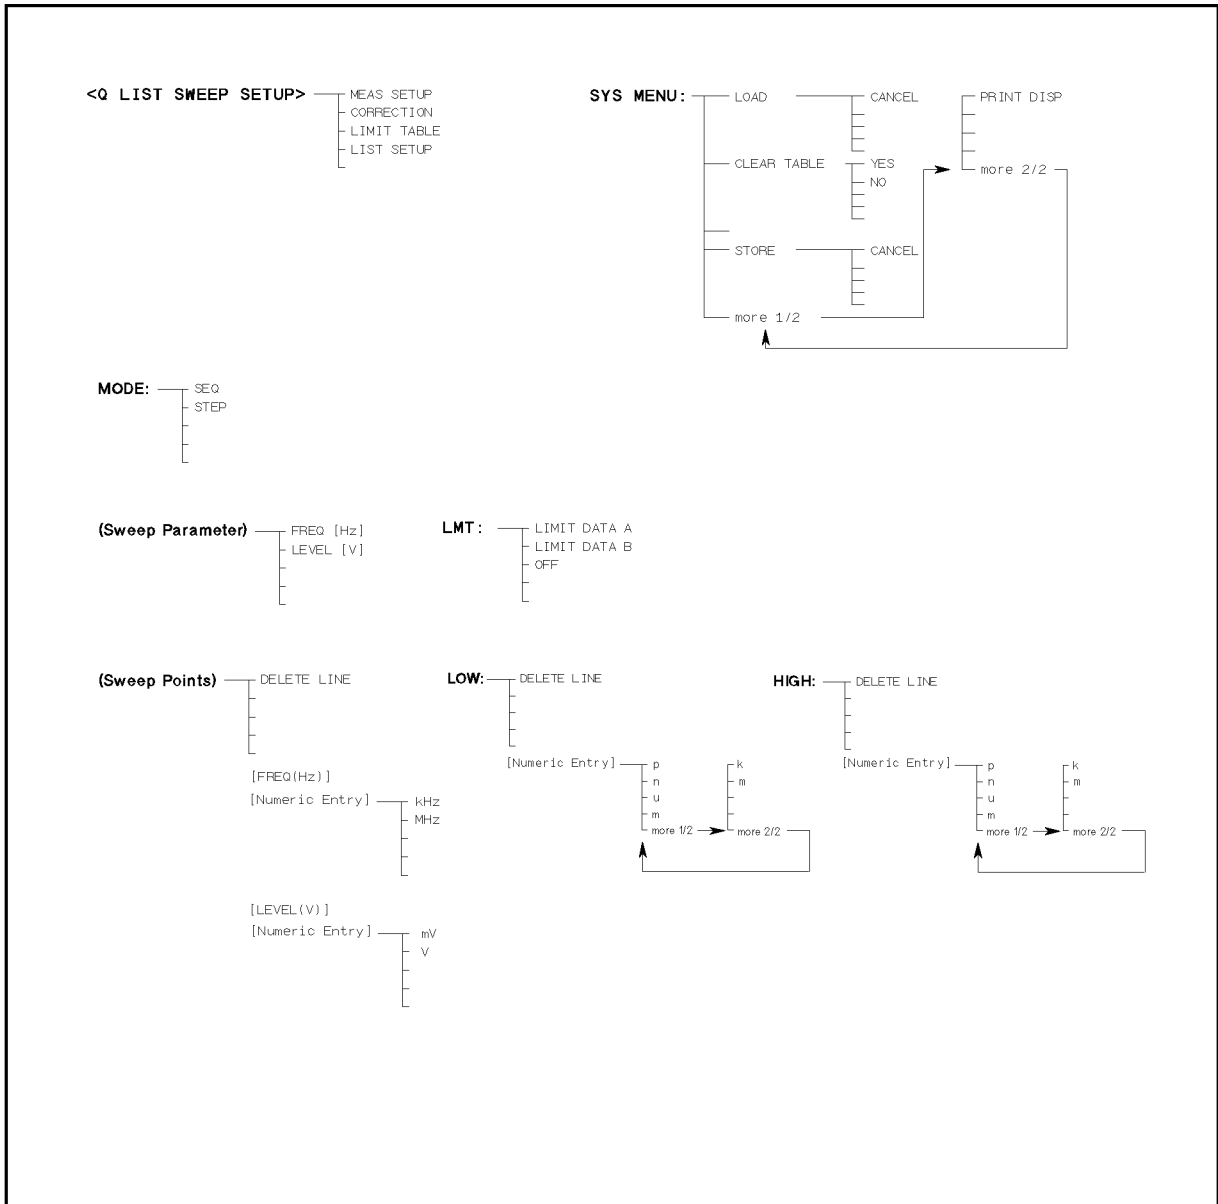 <Q LIST SWEEP SETUP>
MEAS SETUP
CORRECTION
LIMIT TABLE
LIST SETUP
SYS MENU:
LOAD
CANCEL
CLEAR TABLE
YES
NO
STORE
CANCEL
more 1/2
PRINT DISP
more 2/2
MODE:
SEQ
STEP
(Sweep Parameter)
FREQ [Hz]
LEVEL [V]
LMT:
LIMIT DATA A
LIMIT DATA B
OFF
(Sweep Points)
DELETE LINE
[FREQ(Hz)]
[Numeric Entry]
kHz
MHz
[LEVEL(V)]
[Numeric Entry]
mV
V
LOW:
DELETE LINE
[Numeric Entry]
p
n
u
m
more 1/2
k
m
more 2/2
HIGH:
DELETE LINE
[Numeric Entry]
p
n
u
m
more 1/2
k
m
more 2/2